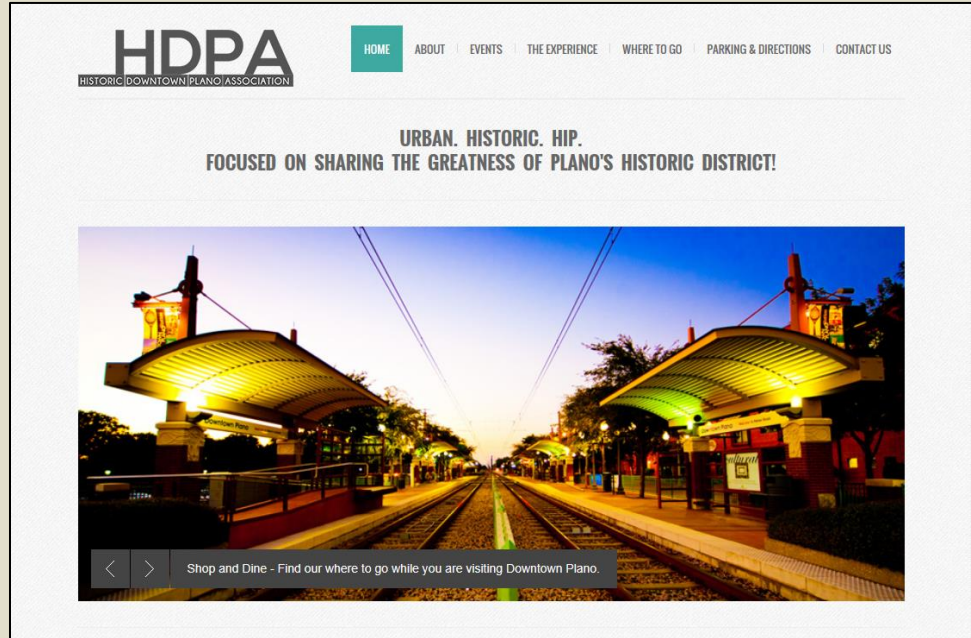 HDPA
HISTORIC DOWNTOWN PLANO ASSOCIATION
HOME ABOUT EVENTS THE EXPERIENCE WHERE TO GO PARKING & DIRECTIONS CONTACT US
URBAN. HISTORIC. HIP.
FOCUSED ON SHARING THE GREATNESS OF PLANO'S HISTORIC DISTRICT!
Downtown Plano
Downtown Plano
Shop and Dine - Find our where to go while you are visiting Downtown Plano.